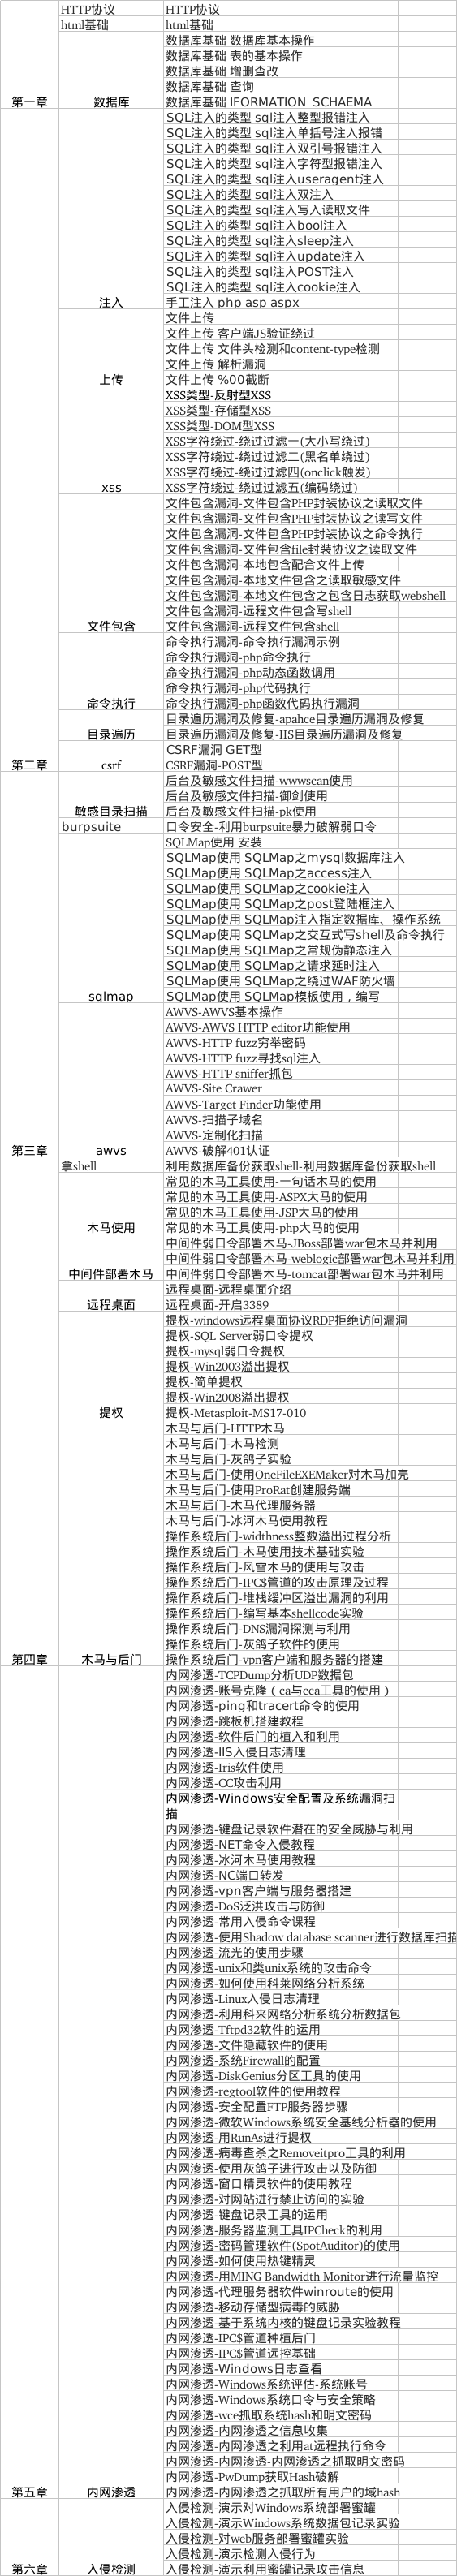 HTTP协议 HTTP协议
html基础 html基础
数据库基础 数据库基本操作
数据库基础 表的基本操作
数据库基础 增删查改
数据库基础 查询
第一章 数据库 数据库基础 IFORMATION_SCHAEMA
SQL注入的类型 sql注入整型报错注入
SQL注入的类型 sql注入单括号注入报错
SQL注入的类型 sql注入双引号报错注入
SQL注入的类型 sql注入字符型报错注入
SQL注入的类型 sql注入useragent注入
SQL注入的类型 sql注入双注入
SQL注入的类型 sql注入写入读取文件
SQL注入的类型 sql注入bool注入
SQL注入的类型 sql注入sleep注入
SQL注入的类型 sql注入update注入
SQL注入的类型 sql注入POST注入
SQL注入的类型 sql注入cookie注入
注入 手工注入 php asp aspx
文件上传
文件上传 客户端JS验证绕过
文件上传 文件头检测和content-type检测
文件上传 解析漏洞
上传 文件上传 %00截断
XSS类型-反射型XSS
XSS类型-存储型XSS
XSS类型-DOM型XSS
XSS字符绕过-绕过过滤一(大小写绕过)
XSS字符绕过-绕过过滤二(黑名单绕过)
XSS字符绕过-绕过过滤四(onclick触发)
xss XSS字符绕过-绕过过滤五(编码绕过)
文件包含漏洞-文件包含PHP封装协议之读取文件
文件包含漏洞-文件包含PHP封装协议之读写文件
文件包含漏洞-文件包含PHP封装协议之命令执行
文件包含漏洞-文件包含file封装协议之读取文件
文件包含漏洞-本地包含配合文件上传
文件包含漏洞-本地文件包含之读取敏感文件
文件包含漏洞-本地文件包含之包含日志获取webshell
文件包含漏洞-远程文件包含写shell
文件包含 文件包含漏洞-远程文件包含shell
命令执行漏洞-命令执行漏洞示例
命令执行漏洞-php命令执行
命令执行漏洞-php动态函数调用
命令执行漏洞-php代码执行
命令执行 命令执行漏洞-php函数代码执行漏洞
目录遍历漏洞及修复-apahce目录遍历漏洞及修复
目录遍历 目录遍历漏洞及修复-IIS目录遍历漏洞及修复
CSRF漏洞 GET型
第二章 csrf CSRF漏洞-POST型
后台及敏感文件扫描-wwwscan使用
后台及敏感文件扫描-御剑使用
敏感目录扫描 后台及敏感文件扫描-pk使用
burpsuite 口令安全-利用burpsuite暴力破解弱口令
SQLMap使用 安装
SQLMap使用 SQLMap之mysql数据库注入
SQLMap使用 SQLMap之access注入
SQLMap使用 SQLMap之cookie注入
SQLMap使用 SQLMap之post登陆框注入
SQLMap使用 SQLMap注入指定数据库、操作系统
SQLMap使用 SQLMap之交互式写shell及命令执行
SQLMap使用 SQLMap之常规伪静态注入
SQLMap使用 SQLMap之请求延时注入
SQLMap使用 SQLMap之绕过WAF防火墙
sqlmap SQLMap使用 SQLMap模板使用，编写
AWVS-AWVS基本操作
AWVS-AWVS HTTP editor功能使用
AWVS-HTTP fuzz穷举密码
AWVS-HTTP fuzz寻找sql注入
AWVS-HTTP sniffer抓包
AWVS-Site Crawer
AWVS-Target Finder功能使用
AWVS-扫描子域名
AWVS-定制化扫描
第三章 awvs AWVS-破解401认证
拿shell 利用数据库备份获取shell-利用数据库备份获取shell
常见的木马工具使用-一句话木马的使用
常见的木马工具使用-ASPX大马的使用
常见的木马工具使用-JSP大马的使用
木马使用 常见的木马工具使用-php大马的使用
中间件弱口令部署木马-JBoss部署war包木马并利用
中间件弱口令部署木马-weblogic部署war包木马并利用
中间件部署木马 中间件弱口令部署木马-tomcat部署war包木马并利用
远程桌面-远程桌面介绍
远程桌面 远程桌面-开启3389
提权-windows远程桌面协议RDP拒绝访问漏洞
提权-SQL Server弱口令提权
提权-mysql弱口令提权
提权-Win2003溢出提权
提权-简单提权
提权-Win2008溢出提权
提权 提权-Metasploit-MS17-010
木马与后门-HTTP木马
木马与后门-木马检测
木马与后门-灰鸽子实验
木马与后门-使用OneFileEXEMaker对木马加壳
木马与后门-使用ProRat创建服务端
木马与后门-木马代理服务器
木马与后门-冰河木马使用教程
操作系统后门-widthness整数溢出过程分析
操作系统后门-木马使用技术基础实验
操作系统后门-风雪木马的使用与攻击
操作系统后门-IPC$管道的攻击原理及过程
操作系统后门-堆栈缓冲区溢出漏洞的利用
操作系统后门-编写基本shellcode实验
操作系统后门-DNS漏洞探测与利用
操作系统后门-灰鸽子软件的使用
第四章 木马与后门 操作系统后门-vpn客户端和服务器的搭建
内网渗透-TCPDump分析UDP数据包
内网渗透-账号克隆（ca与cca工具的使用）
内网渗透-ping和tracert命令的使用
内网渗透-跳板机搭建教程
内网渗透-软件后门的植入和利用
内网渗透-IIS入侵日志清理
内网渗透-Iris软件使用
内网渗透-CC攻击利用
内网渗透-Windows安全配置及系统漏洞扫
描
内网渗透-键盘记录软件潜在的安全威胁与利用
内网渗透-NET命令入侵教程
内网渗透-冰河木马使用教程
内网渗透-NC端口转发
内网渗透-vpn客户端与服务器搭建
内网渗透-DoS泛洪攻击与防御
内网渗透-常用入侵命令课程
内网渗透-使用Shadow database scanner进行数据库扫描
内网渗透-流光的使用步骤
内网渗透-unix和类unix系统的攻击命令
内网渗透-如何使用科莱网络分析系统
内网渗透-Linux入侵日志清理
内网渗透-利用科来网络分析系统分析数据包
内网渗透-Tftpd32软件的运用
内网渗透-文件隐藏软件的使用
内网渗透-系统Firewall的配置
内网渗透-DiskGenius分区工具的使用
内网渗透-regtool软件的使用教程
内网渗透-安全配置FTP服务器步骤
内网渗透-微软Windows系统安全基线分析器的使用
内网渗透-用RunAs进行提权
内网渗透-病毒查杀之Removeitpro工具的利用
内网渗透-使用灰鸽子进行攻击以及防御
内网渗透-窗口精灵软件的使用教程
内网渗透-对网站进行禁止访问的实验
内网渗透-键盘记录工具的运用
内网渗透-服务器监测工具IPCheck的利用
内网渗透-密码管理软件(SpotAuditor)的使用
内网渗透-如何使用热键精灵
内网渗透-用MING Bandwidth Monitor进行流量监控
内网渗透-代理服务器软件winroute的使用
内网渗透-移动存储型病毒的威胁
内网渗透-基于系统内核的键盘记录实验教程
内网渗透-IPC$管道种植后门
内网渗透-IPC$管道远控基础
内网渗透-Windows日志查看
内网渗透-Windows系统评估-系统账号
内网渗透-Windows系统口令与安全策略
内网渗透-wce抓取系统hash和明文密码
内网渗透-内网渗透之信息收集
内网渗透-内网渗透之利用at远程执行命令
内网渗透-内网渗透-内网渗透之抓取明文密码
内网渗透-PwDump获取Hash破解
第五章 内网渗透 内网渗透-内网渗透之抓取所有用户的域hash
入侵检测-演示对Windows系统部署蜜罐
入侵检测-演示Windows系统数据包记录实验
入侵检测-对web服务部署蜜罐实验
入侵检测-演示检测入侵行为
第六章 入侵检测 入侵检测-演示利用蜜罐记录攻击信息